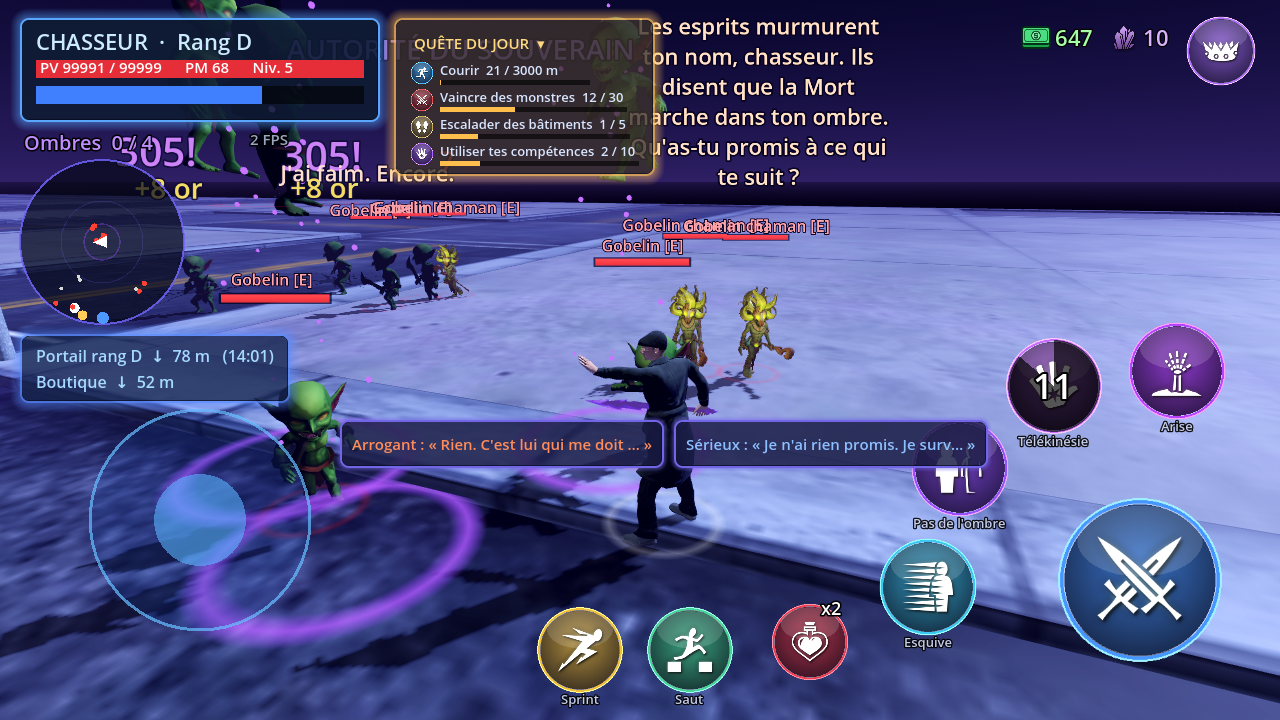 CHASSEUR · Rang D
PV 99991 / 99999 PM 68 Niv. 5
Ombres 0/4
2 FPS
AUTORITÉ DU SOUVERAIN
QUÊTE DU JOUR ▼
Courir 21 / 3000 m
Vaincre des monstres 12 / 30
Escalader des bâtiments 1 / 5
Utiliser tes compétences 2 / 10
Les esprits murmurent
ton nom, chasseur. Ils
disent que la Mort
marche dans ton ombre.
Qu'as-tu promis à ce qui
te suit ?
647
10
305!
305!
+8 or
+8 or
J'ai faim. Encore.
Gobelin [E]
Gobelin [E]
Gobelin [E]
Portail rang D ↓ 78 m (14:01)
Boutique ↓ 52 m
Arrogant : « Rien. C'est lui qui me doit ... »
Sérieux : « Je n'ai rien promis. Je surv... »
11
Télékinésie
Arise
Pas de l'ombre
Esquive
x2
Sprint
Saut